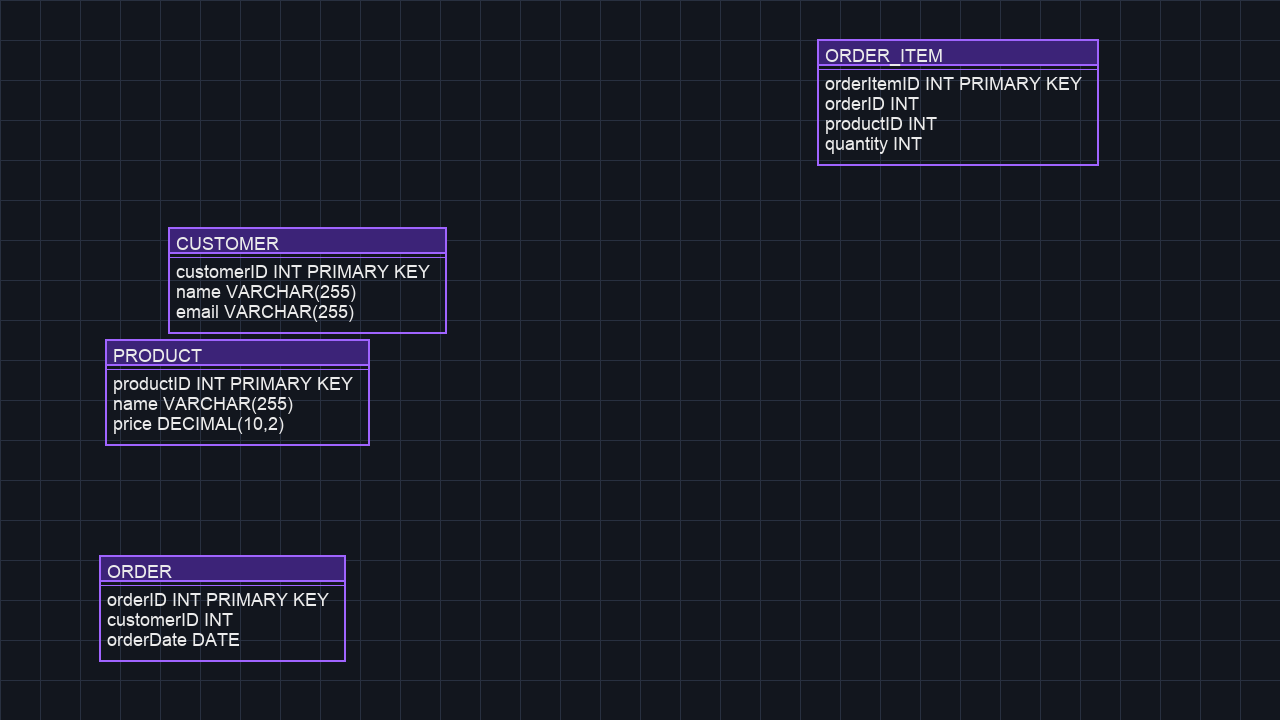 ORDER_ITEM
orderItemID INT PRIMARY KEY
orderID INT
productID INT
quantity INT
CUSTOMER
customerID INT PRIMARY KEY
name VARCHAR(255)
email VARCHAR(255)
PRODUCT
productID INT PRIMARY KEY
name VARCHAR(255)
price DECIMAL(10,2)
ORDER
orderID INT PRIMARY KEY
customerID INT
orderDate DATE